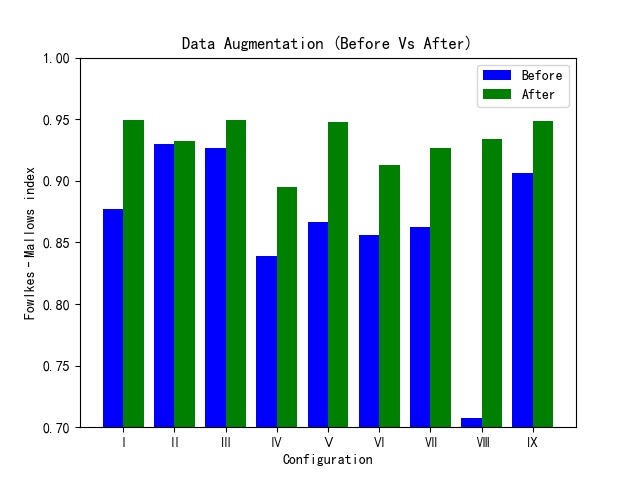 Data Augmentation (Before Vs After)
Before
After
1.00
0.95
0.90
0.85
0.80
0.75
0.70
Fowlkes-Mallows index
I II III IV V VI VII VIII IX
Configuration